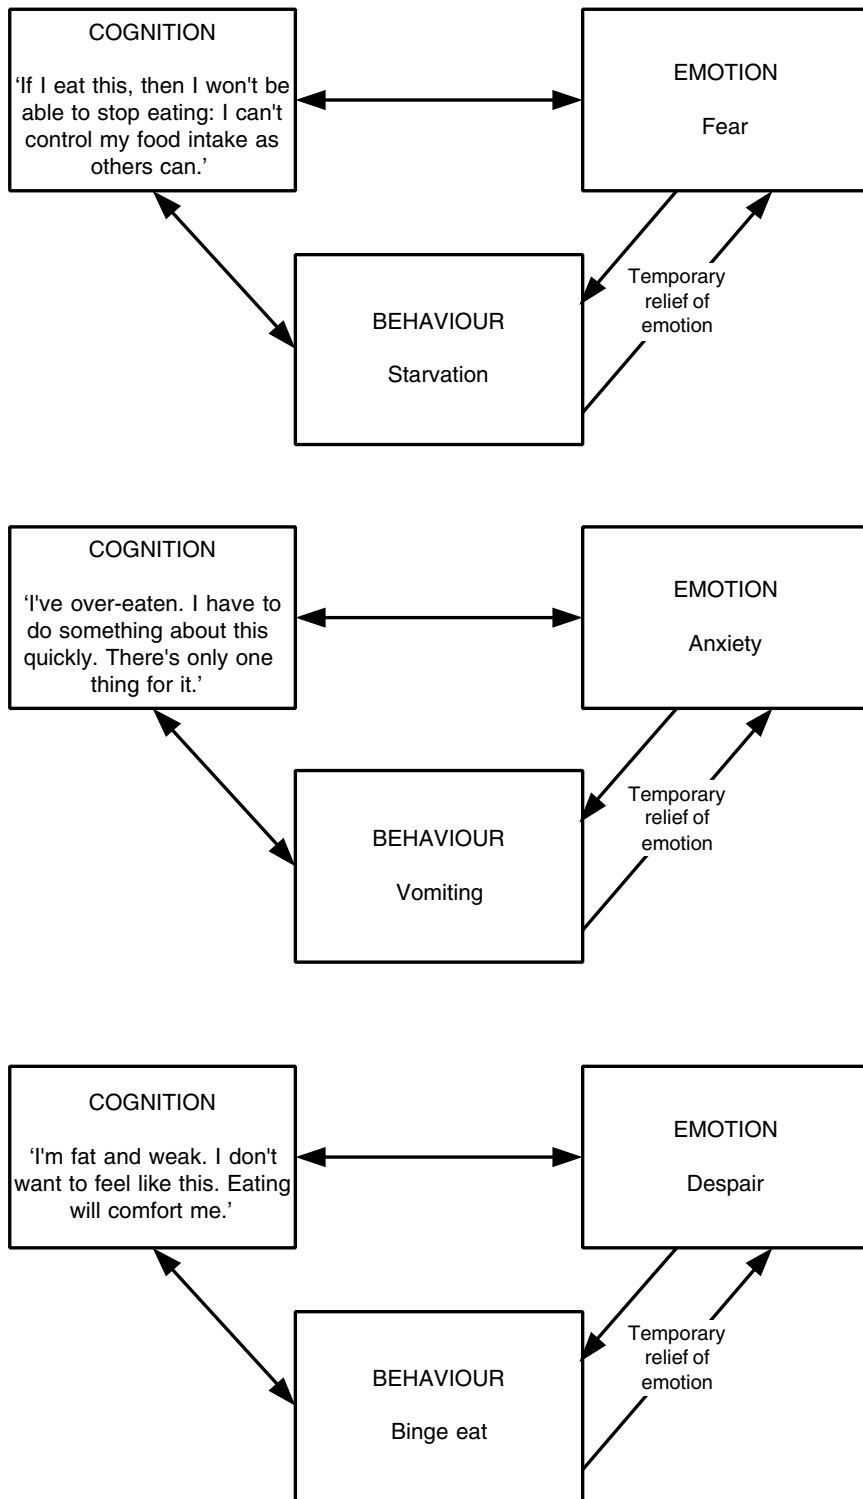 COGNITION
‘If I eat this, then I won't be
able to stop eating: I can't
control my food intake as
others can.’
EMOTION
Fear
BEHAVIOUR
Starvation
Temporary
relief of
emotion
COGNITION
‘I've over-eaten. I have to
do something about this
quickly. There's only one
thing for it.’
EMOTION
Anxiety
BEHAVIOUR
Vomiting
Temporary
relief of
emotion
COGNITION
‘I'm fat and weak. I don't
want to feel like this. Eating
will comfort me.’
EMOTION
Despair
BEHAVIOUR
Binge eat
Temporary
relief of
emotion